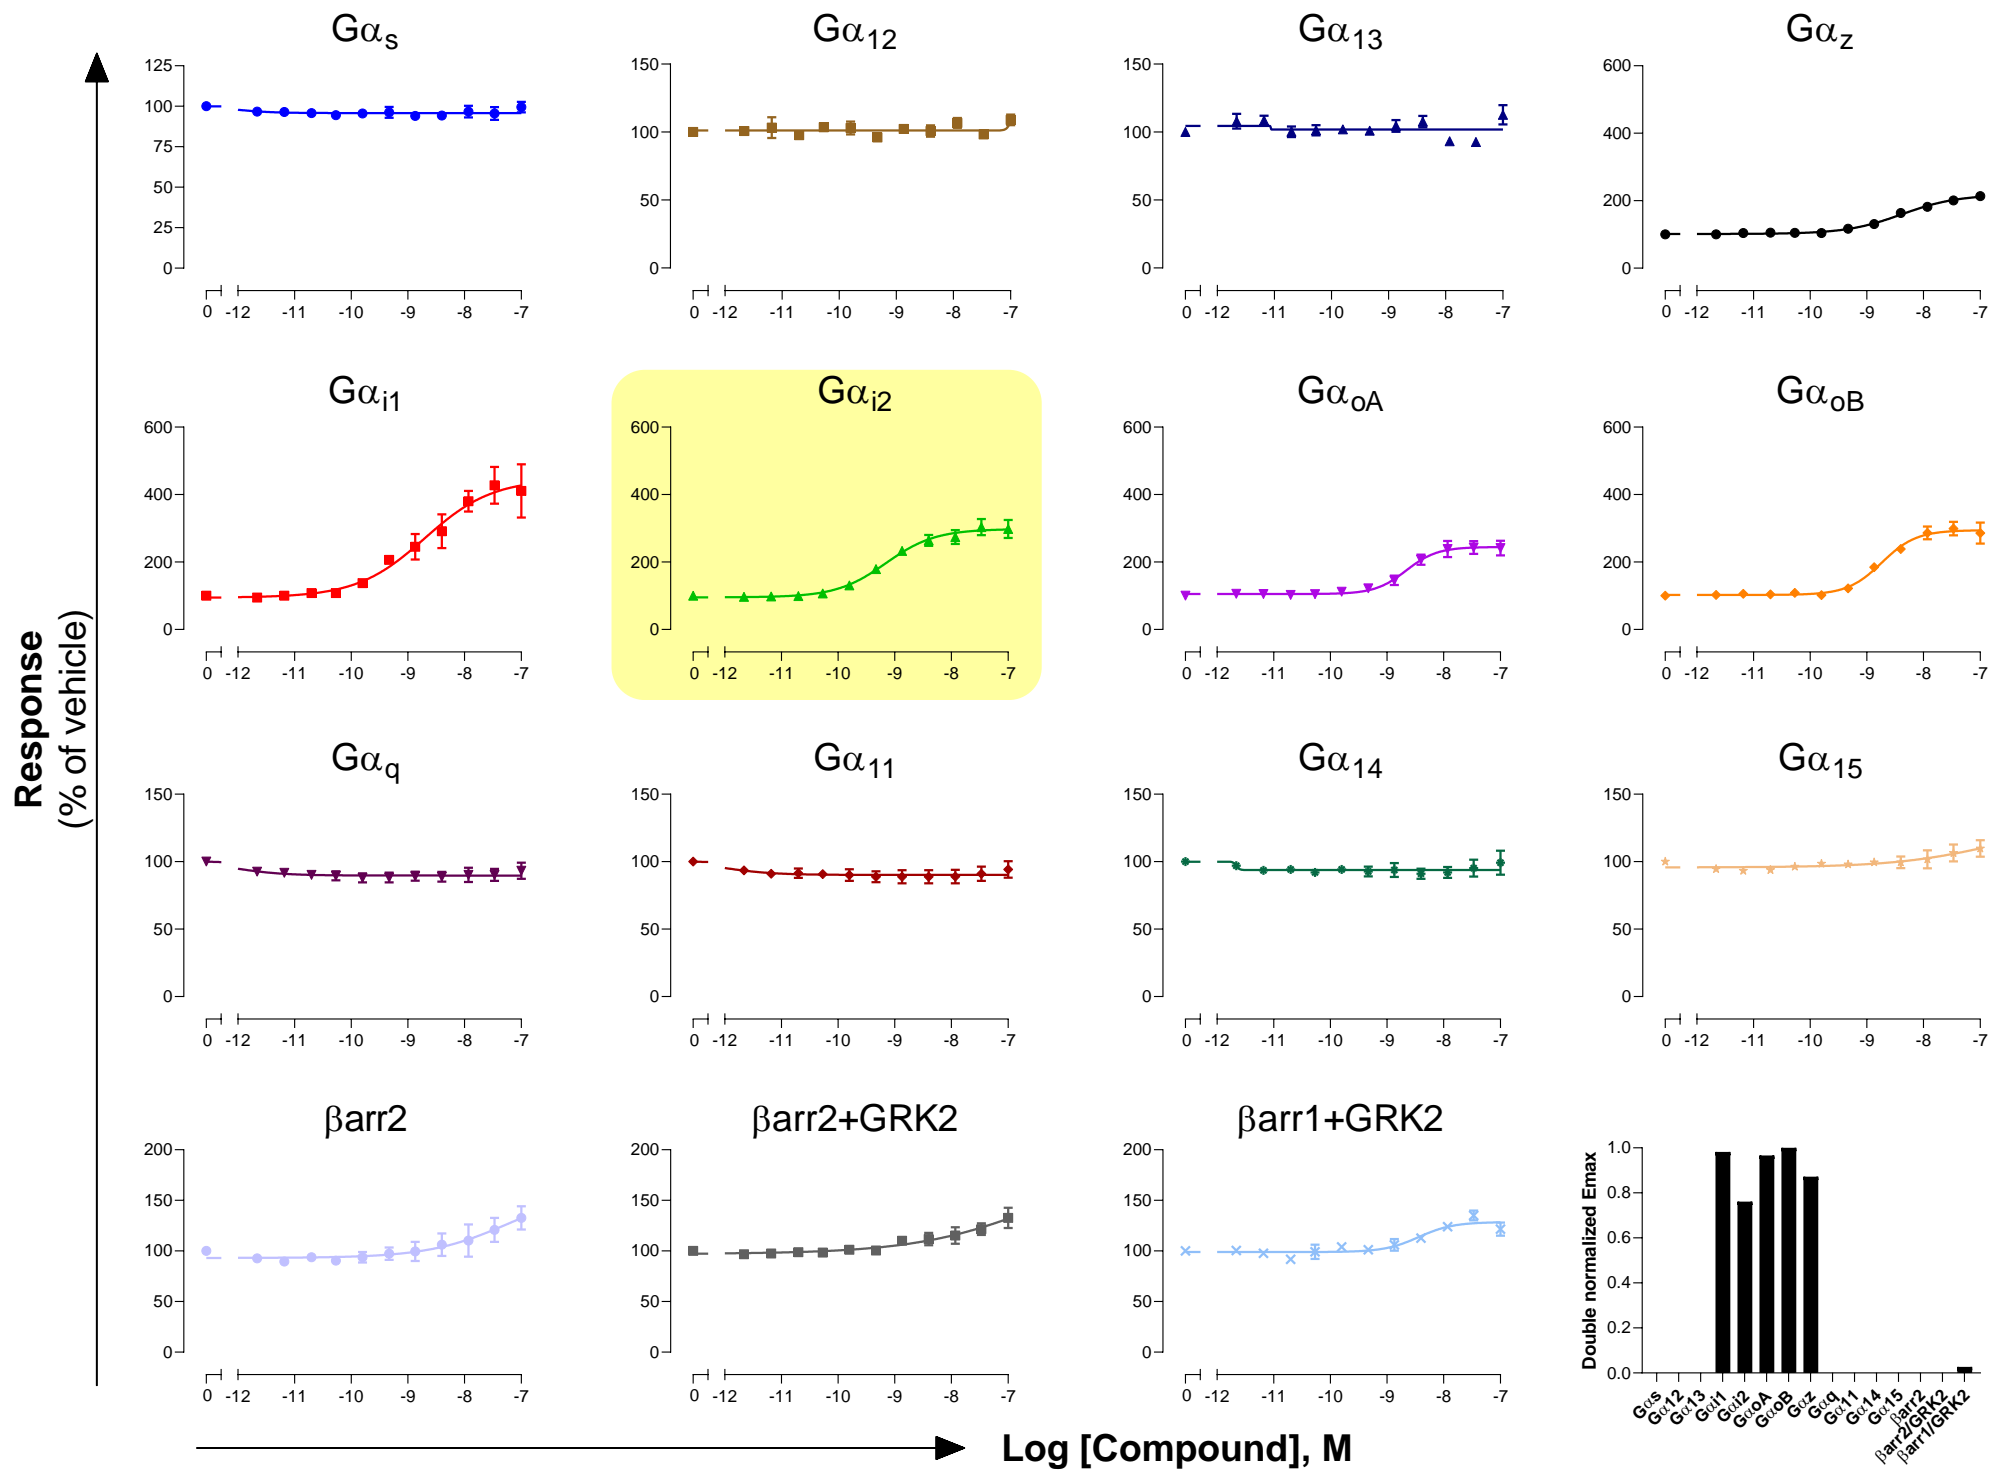 Gαs
Gα12
Gα13
Gαz
125
100
75
50
25
0
0 -12 -11 -10 -9 -8 -7
150
100
50
0
0 -12 -11 -10 -9 -8 -7
150
100
50
0
0 -12 -11 -10 -9 -8 -7
600
400
200
0
0 -12 -11 -10 -9 -8 -7
Gαi1
Gαi2
GαoA
GαoB
600
400
200
0
0 -12 -11 -10 -9 -8 -7
600
400
200
0
0 -12 -11 -10 -9 -8 -7
600
400
200
0
0 -12 -11 -10 -9 -8 -7
600
400
200
0
0 -12 -11 -10 -9 -8 -7
Response
(% of vehicle)
Gαq
Gα11
Gα14
Gα15
150
100
50
0
0 -12 -11 -10 -9 -8 -7
150
100
50
0
0 -12 -11 -10 -9 -8 -7
150
100
50
0
0 -12 -11 -10 -9 -8 -7
150
100
50
0
0 -12 -11 -10 -9 -8 -7
βarr2
βarr2+GRK2
βarr1+GRK2
200
150
100
50
0
0 -12 -11 -10 -9 -8 -7
200
150
100
50
0
0 -12 -11 -10 -9 -8 -7
200
150
100
50
0
0 -12 -11 -10 -9 -8 -7
Double normalized Emax
1.0
0.8
0.6
0.4
0.2
0.0
Gαs
Gα12
Gα13
Gαi1
Gαi2
GαoA
GαoB
Gαz
Gαq
Gα11
Gα14
Gα15
βarr2
βarr2/GRK2
βarr1/GRK2
Log [Compound], M